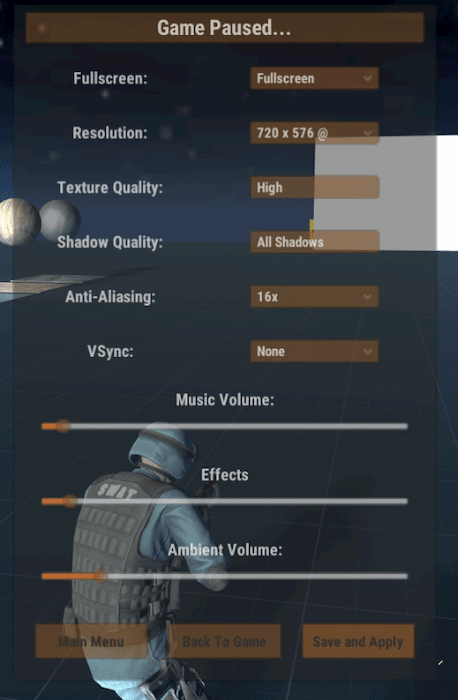 Game Paused...
Fullscreen: Fullscreen
Resolution: 720 x 576 @
Texture Quality: High
Shadow Quality: All Shadows
Anti-Aliasing: 16x
VSync: None
Music Volume:
Effects
SWAT
Ambient Volume:
Main Menu Back To Game Save and Apply